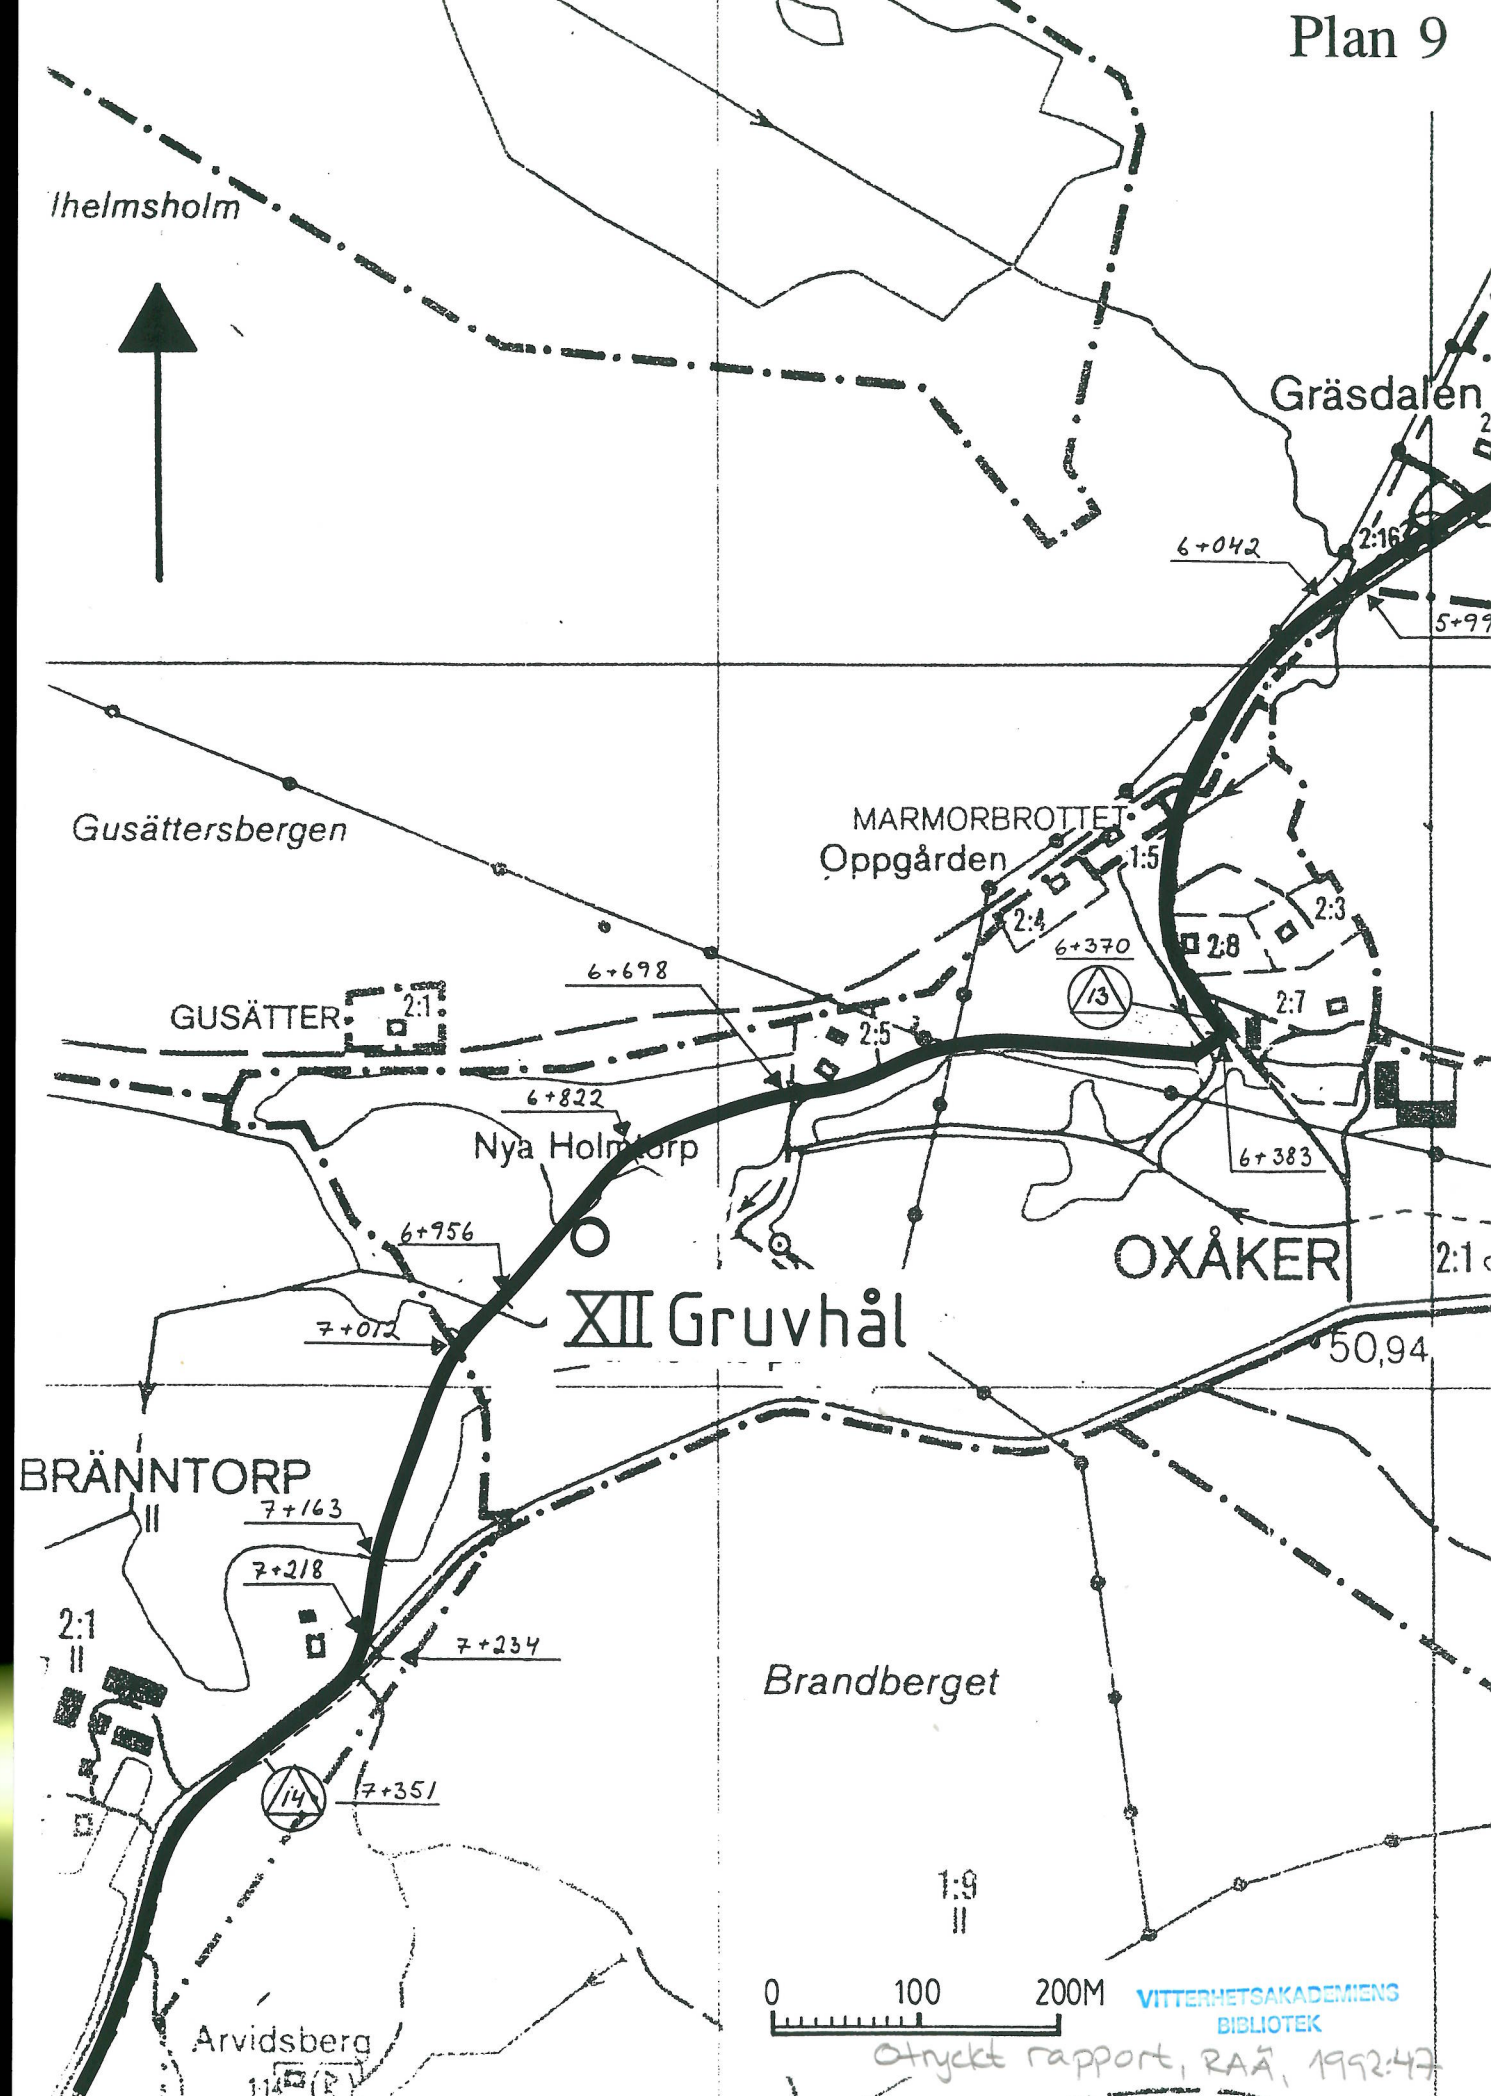 Plan 9
lhelmsholm
Gräsdalen
2:16
6+042
5+99
Gusättersbergen
MARMORBROTTET
Oppgården
1:5
2:4
2:3
2:8
6+370
13
6+698
GUSÄTTER
2:1
2:5
2:7
6+822
Nya Holmtorp
6+383
6+956
OXÅKER
2:1
XII Gruvhål
7+012
50,94
BRÄNNTORP
II
7+163
7+218
2:1
II
7+234
Brandberget
14
7+351
1:9
II
0 100 200M
VITTERHETSAKADEMIENS
BIBLIOTEK
Arvidsberg
Otryckt rapport, RAÄ, 1992:47